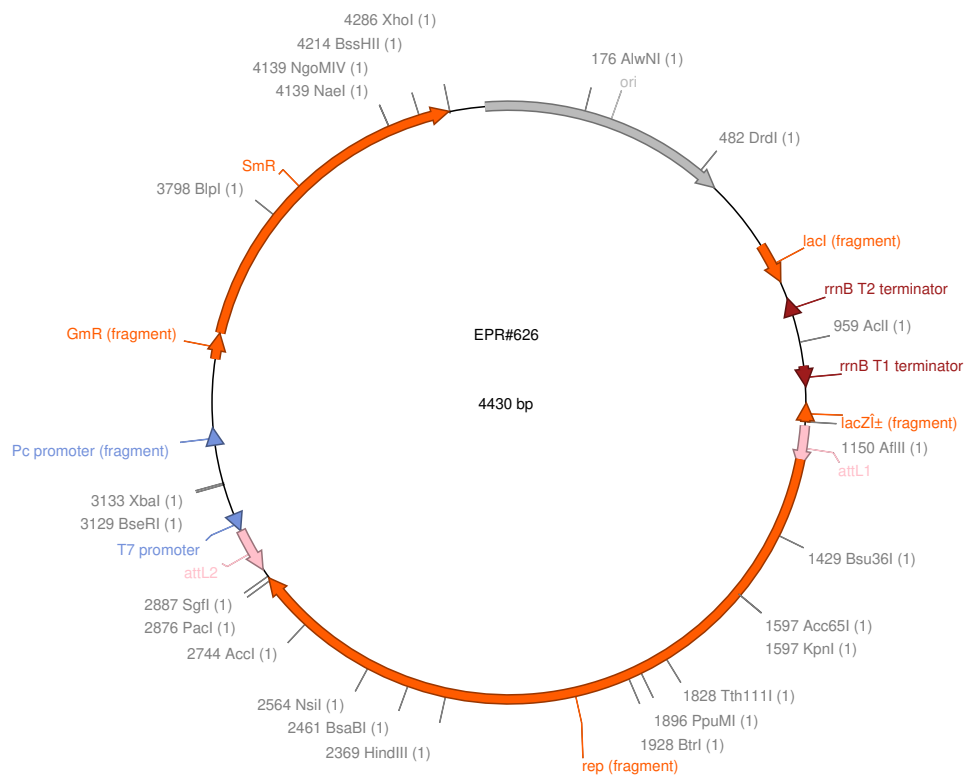 4286 XhoI (1)
4214 BssHII (1)
4139 NgoMIV (1)
4139 NaeI (1)
176 AlwNI (1)
ori
482 DrdI (1)
SmR
3798 BlpI (1)
lacI (fragment)
rrnB T2 terminator
959 AclI (1)
GmR (fragment)
EPR#626
rrnB T1 terminator
4430 bp
lacZÎ± (fragment)
1150 AflII (1)
Pc promoter (fragment)
attL1
3133 XbaI (1)
3129 BseRI (1)
T7 promoter
1429 Bsu36I (1)
attL2
2887 SgfI (1)
2876 PacI (1)
1597 Acc65I (1)
1597 KpnI (1)
2744 AccI (1)
1828 Tth111I (1)
2564 NsiI (1)
1896 PpuMI (1)
2461 BsaBI (1)
1928 BtrI (1)
2369 HindIII (1)
rep (fragment)